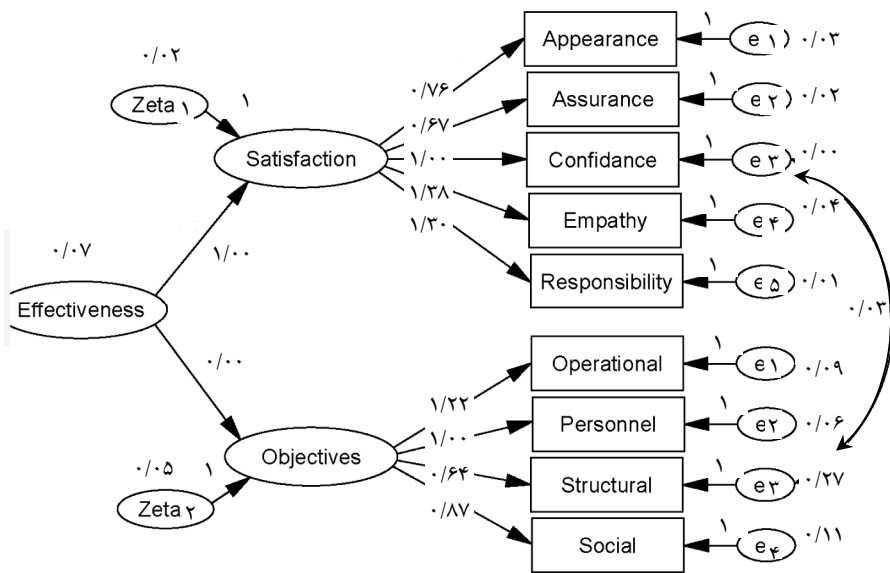 ۰/۰۲
Zeta ۱
۱
Satisfaction
۰/۷۶
۰/۶۷
۱/۰۰
۱/۳۸
۱/۳۰
Appearance
۱
e ۱
۰/۰۳
Assurance
۱
e ۲
۰/۰۲
Confidance
۱
e ۳
۰/۰۰
Empathy
۱
e ۴
۰/۰۴
Responsibility
۱
e ۵
۰/۰۱
۰/۰۳
۰/۰۷
Effectiveness
۱/۰۰
۰/۰۰
Objectives
۰/۰۵
۱
Zeta ۲
۱/۲۲
۱/۰۰
۰/۶۴
۰/۸۷
Operational
۱
e ۱
۰/۰۹
Personnel
۱
e ۲
۰/۰۶
Structural
۱
e ۳
۰/۲۷
Social
۱
e ۴
۰/۱۱